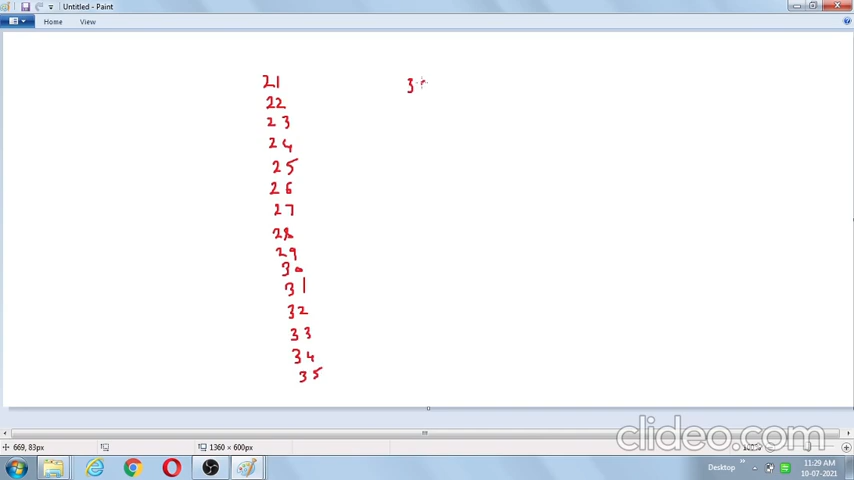 Untitled - Paint
Home View
21
22
23
24
25
26
27
28
29
30
31
32
33
34
35
3
669, 83px
1360 × 600px
100%
clideo.com
Desktop
11:29 AM
10-07-2021